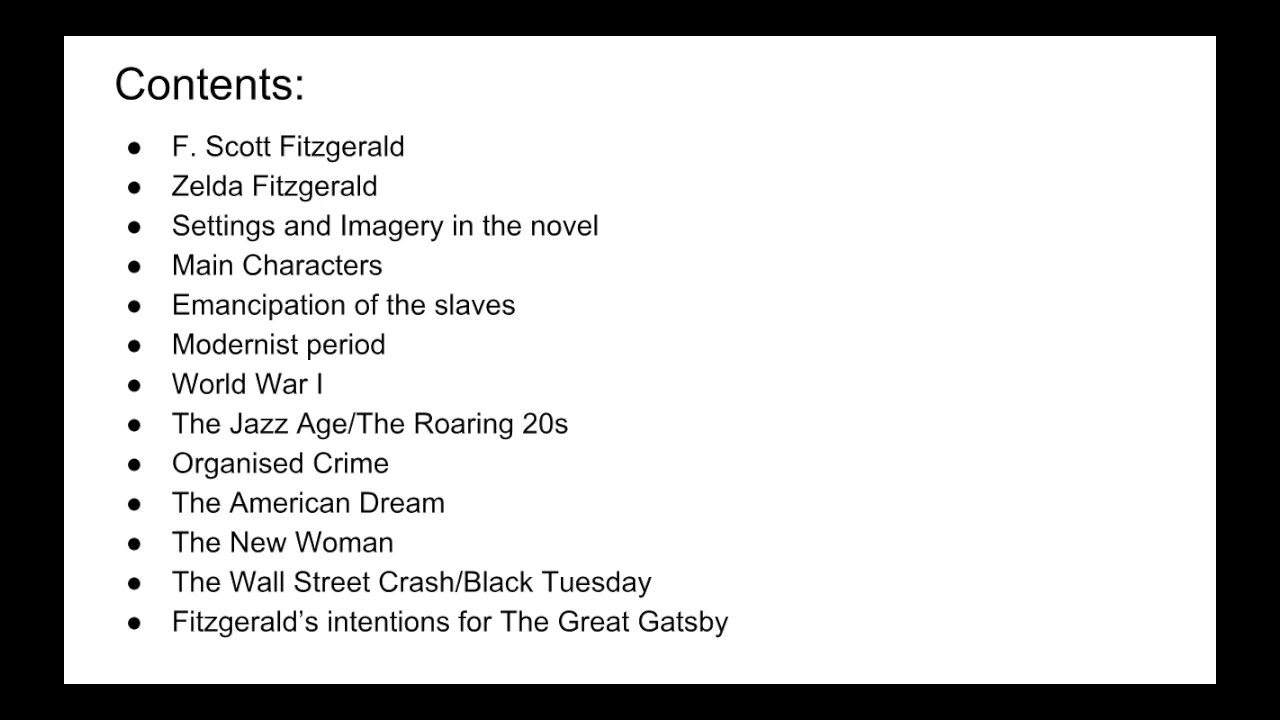 Contents:
● F. Scott Fitzgerald
● Zelda Fitzgerald
● Settings and Imagery in the novel
● Main Characters
● Emancipation of the slaves
● Modernist period
● World War I
● The Jazz Age/The Roaring 20s
● Organised Crime
● The American Dream
● The New Woman
● The Wall Street Crash/Black Tuesday
● Fitzgerald’s intentions for The Great Gatsby